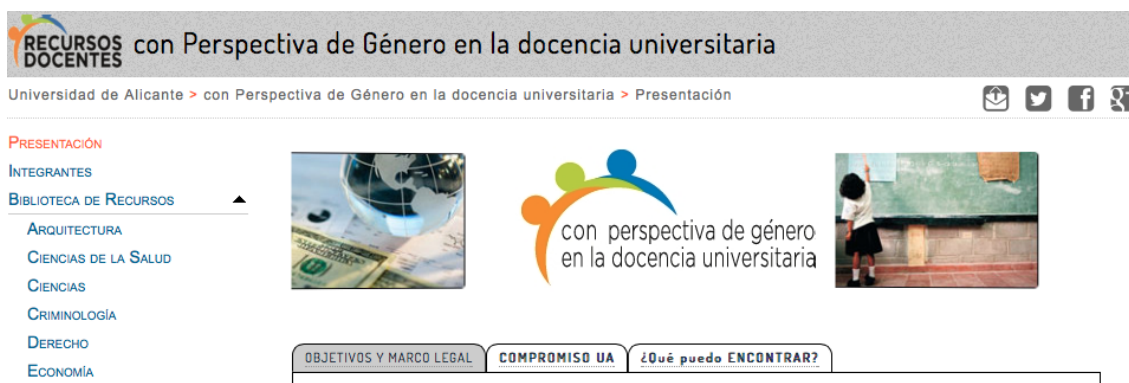 RECURSOS DOCENTES con Perspectiva de Género en la docencia universitaria
Universidad de Alicante > con Perspectiva de Género en la docencia universitaria > Presentación
PRESENTACIÓN
INTEGRANTES
BIBLIOTECA DE RECURSOS
ARQUITECTURA
CIENCIAS DE LA SALUD
CIENCIAS
CRIMINOLOGÍA
DERECHO
ECONOMÍA
con perspectiva de género
en la docencia universitaria
OBJETIVOS Y MARCO LEGAL COMPROMISO UA ¿Qué puedo ENCONTRAR?